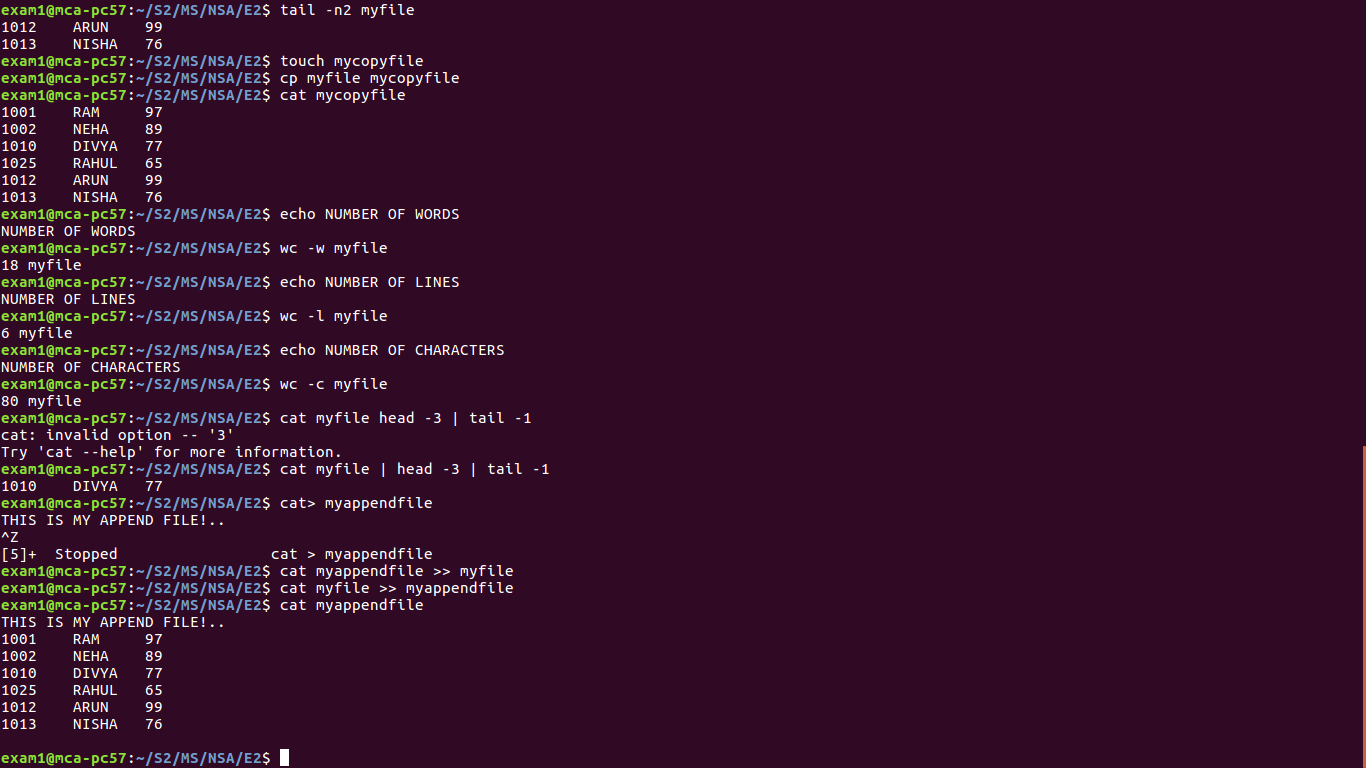 exam1@mca-pc57:~/S2/MS/NSA/E2$ tail -n2 myfile
1012    ARUN    99
1013    NISHA   76
exam1@mca-pc57:~/S2/MS/NSA/E2$ touch mycopyfile
exam1@mca-pc57:~/S2/MS/NSA/E2$ cp myfile mycopyfile
exam1@mca-pc57:~/S2/MS/NSA/E2$ cat mycopyfile
1001    RAM     97
1002    NEHA    89
1010    DIVYA   77
1025    RAHUL   65
1012    ARUN    99
1013    NISHA   76
exam1@mca-pc57:~/S2/MS/NSA/E2$ echo NUMBER OF WORDS
NUMBER OF WORDS
exam1@mca-pc57:~/S2/MS/NSA/E2$ wc -w myfile
18 myfile
exam1@mca-pc57:~/S2/MS/NSA/E2$ echo NUMBER OF LINES
NUMBER OF LINES
exam1@mca-pc57:~/S2/MS/NSA/E2$ wc -l myfile
6 myfile
exam1@mca-pc57:~/S2/MS/NSA/E2$ echo NUMBER OF CHARACTERS
NUMBER OF CHARACTERS
exam1@mca-pc57:~/S2/MS/NSA/E2$ wc -c myfile
80 myfile
exam1@mca-pc57:~/S2/MS/NSA/E2$ cat myfile head -3 | tail -1
cat: invalid option -- '3'
Try 'cat --help' for more information.
exam1@mca-pc57:~/S2/MS/NSA/E2$ cat myfile | head -3 | tail -1
1010    DIVYA   77
exam1@mca-pc57:~/S2/MS/NSA/E2$ cat> myappendfile
THIS IS MY APPEND FILE!..
^Z
[5]+  Stopped                 cat > myappendfile
exam1@mca-pc57:~/S2/MS/NSA/E2$ cat myappendfile >> myfile
exam1@mca-pc57:~/S2/MS/NSA/E2$ cat myfile >> myappendfile
exam1@mca-pc57:~/S2/MS/NSA/E2$ cat myappendfile
THIS IS MY APPEND FILE!..
1001    RAM     97
1002    NEHA    89
1010    DIVYA   77
1025    RAHUL   65
1012    ARUN    99
1013    NISHA   76
exam1@mca-pc57:~/S2/MS/NSA/E2$